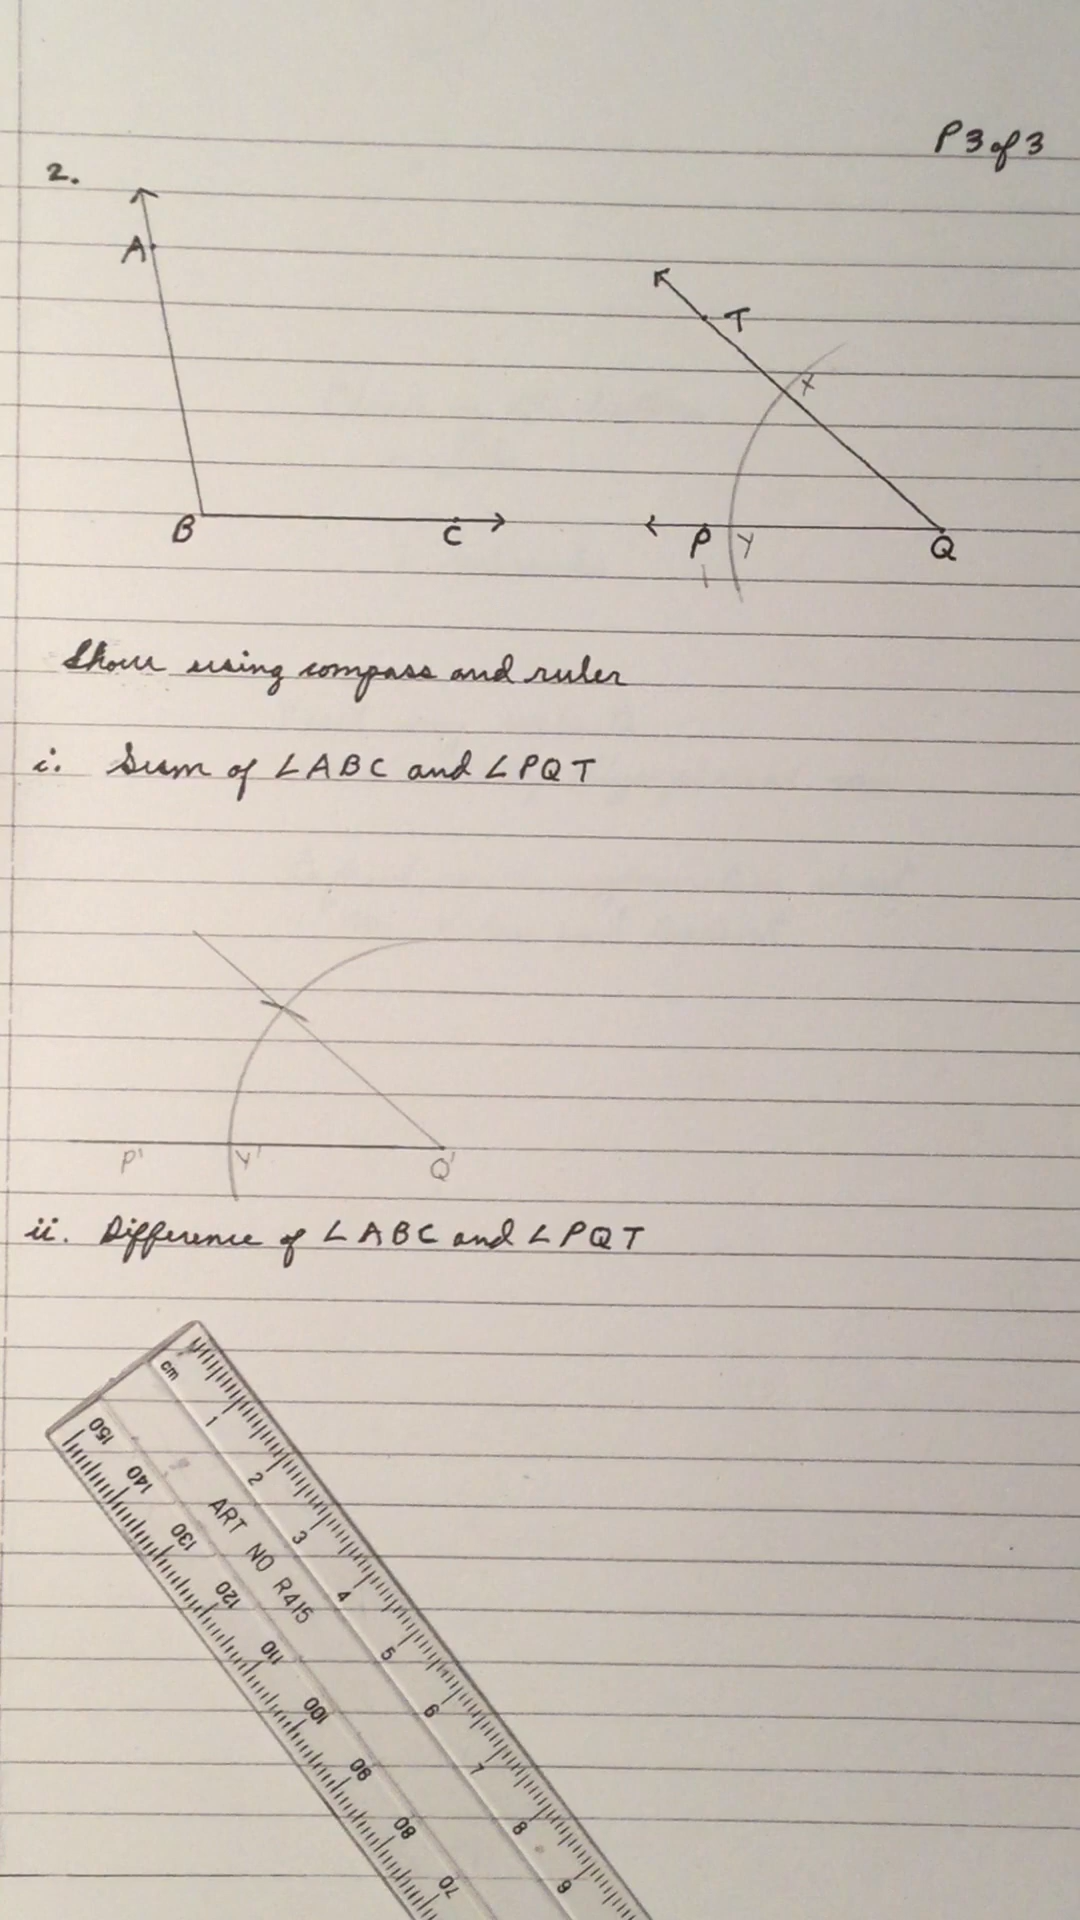 P 3 of 3
2.
A
T
X
B
C
P
Y
Q
Show using compass and ruler
i. Sum of ∠ABC and ∠PQT
P'
Y'
Q'
ii. Difference of ∠ABC and ∠PQT
cm
1
2
3
4
5
6
7
8
9
ART NO R415
150
140
130
120
110
100
90
80
70